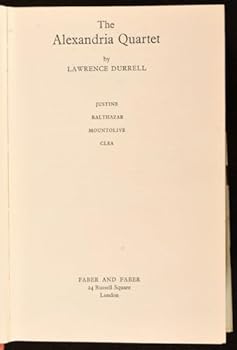 The
Alexandria Quartet
by
LAWRENCE DURRELL
JUSTINE
BALTHAZAR
MOUNTOLIVE
CLEA
FABER AND FABER
24 Russell Square
London